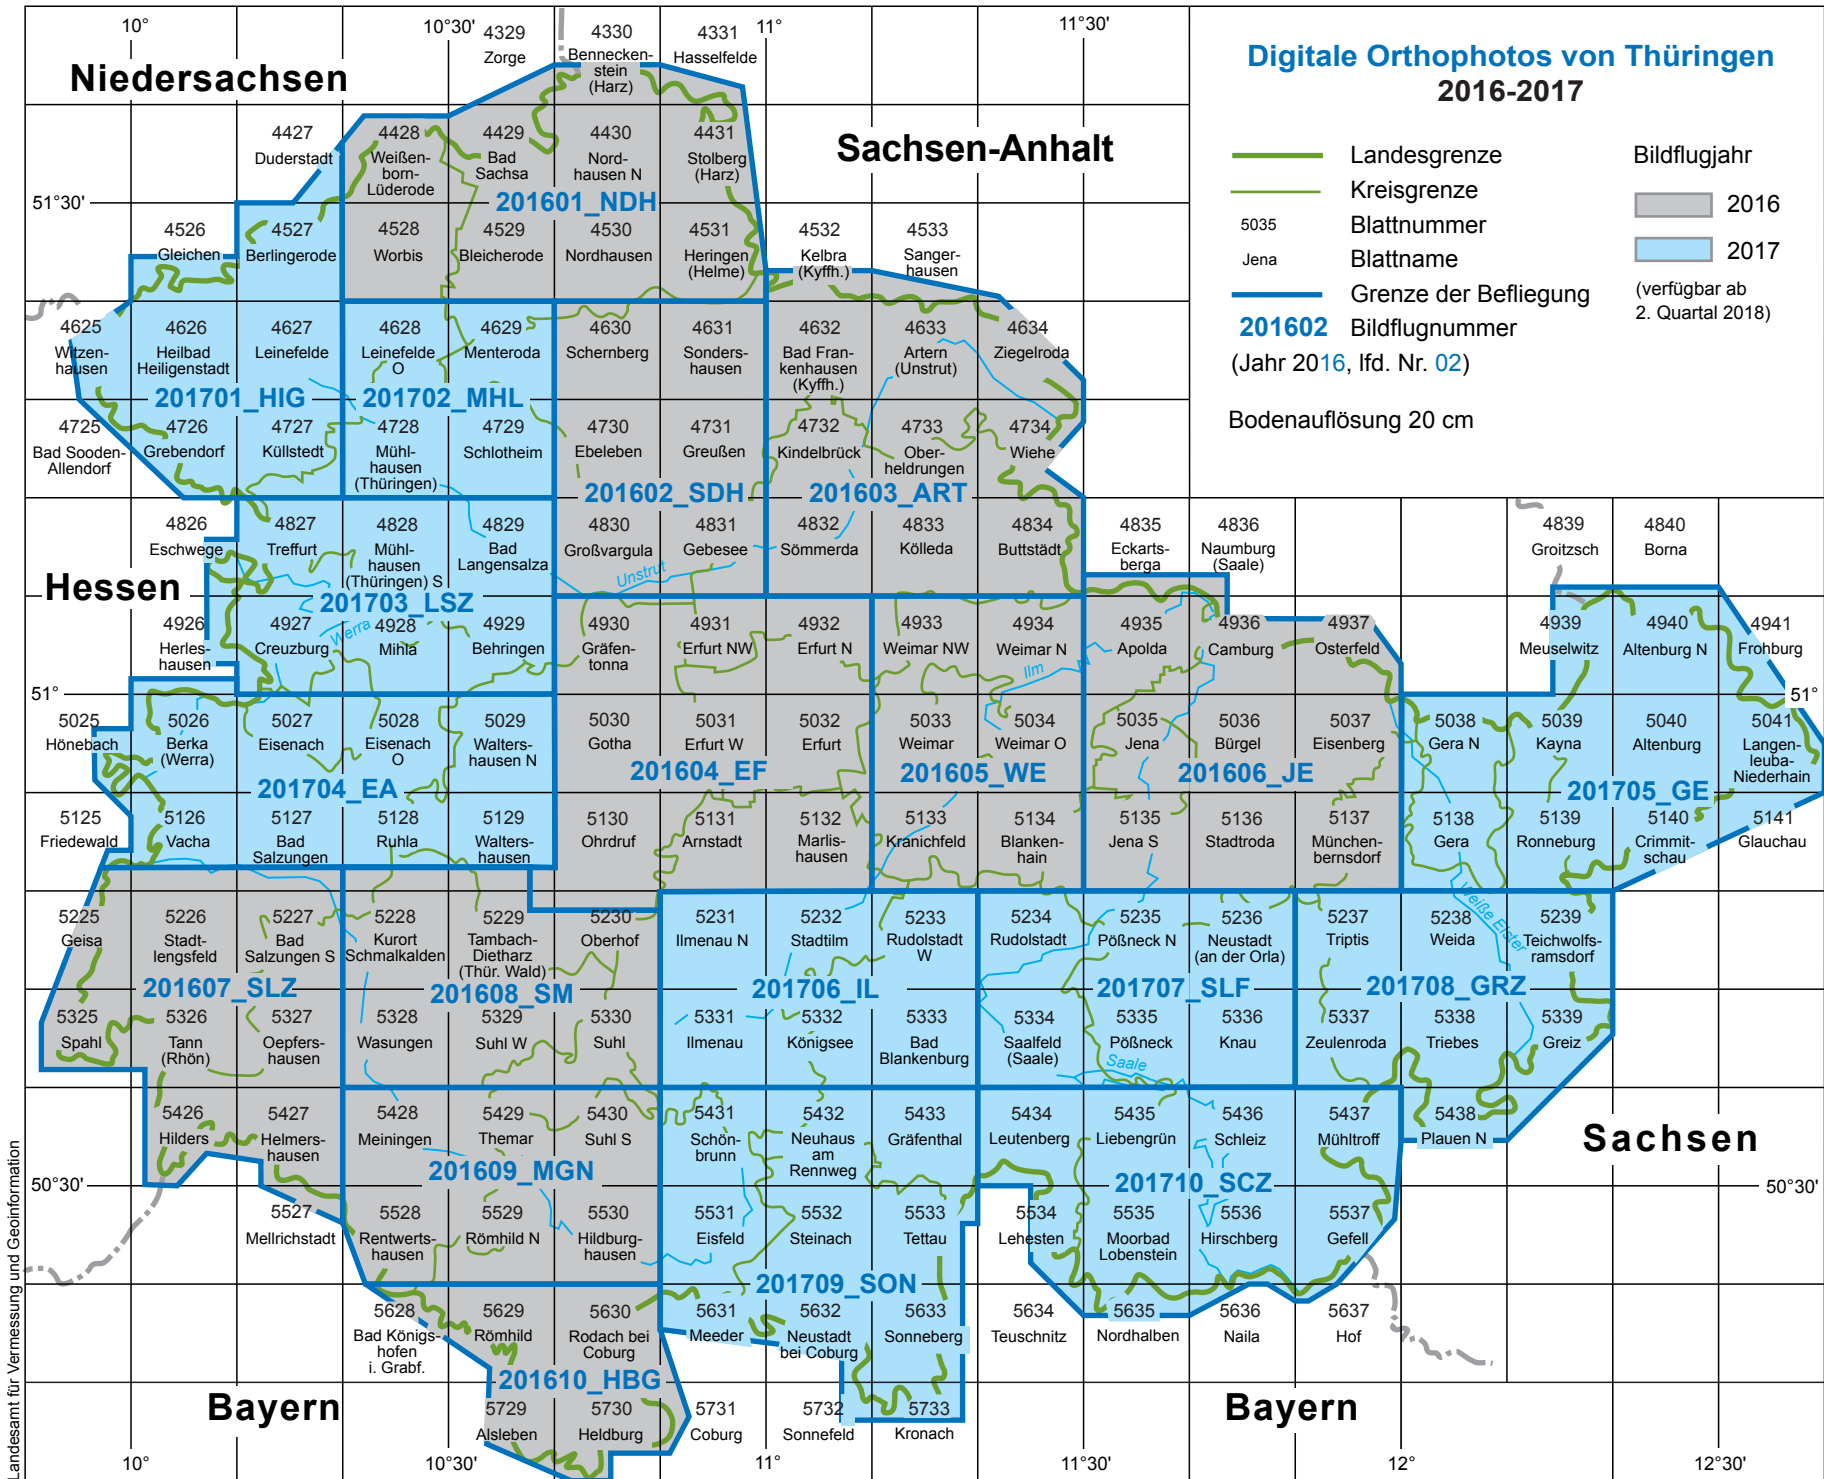 Digitale Orthophotos von Thüringen
2016-2017
Landesgrenze
Kreisgrenze
5035 Blattnummer
Jena Blattname
Grenze der Befliegung
201602 Bildflugnummer
(Jahr 2016, lfd. Nr. 02)
Bodenauflösung 20 cm
Bildflugjahr
2016
2017
(verfügbar ab
2. Quartal 2018)
10° 10°30' 11° 11°30'
Niedersachsen
Sachsen-Anhalt
Hessen
Sachsen
Bayern
Bayern
51°30'
51° 51°
50°30' 50°30'
4329
Zorge
4330
Bennecken-
stein
(Harz)
4331
Hasselfelde
4427
Duderstadt
4428
Weißen-
born-
Lüderode
4429
Bad
Sachsa
4430
Nord-
hausen N
4431
Stolberg
(Harz)
201601_NDH
4526
Gleichen
4527
Berlingerode
4528
Worbis
4529
Bleicherode
4530
Nordhausen
4531
Heringen
(Helme)
4532
Kelbra
(Kyffh.)
4533
Sanger-
hausen
4625
Witzen-
hausen
4626
Heilbad
Heiligenstadt
4627
Leinefelde
4628
Leinefelde
O
4629
Menteroda
4630
Schernberg
4631
Sonders-
hausen
4632
Bad Fran-
kenhausen
(Kyffh.)
4633
Artern
(Unstrut)
4634
Ziegelroda
201701_HIG
201702_MHL
4725
Bad Sooden-
Allendorf
4726
Grebendorf
4727
Küllstedt
4728
Mühl-
hausen
(Thüringen)
4729
Schlotheim
4730
Ebeleben
4731
Greußen
4732
Kindelbrück
4733
Ober-
heldrungen
4734
Wiehe
201602_SDH
201603_ART
4826
Eschwege
4827
Treffurt
4828
Mühl-
hausen
(Thüringen) S
4829
Bad
Langensalza
4830
Großvargula
4831
Gebesee
4832
Sömmerda
4833
Kölleda
4834
Buttstädt
4835
Eckarts-
berga
4836
Naumburg
(Saale)
4839
Groitzsch
4840
Borna
Unstrut
201703_LSZ
Werra
4926
Herles-
hausen
4927
Creuzburg
4928
Mihla
4929
Behringen
4930
Gräfen-
tonna
4931
Erfurt NW
4932
Erfurt N
4933
Weimar NW
4934
Weimar N
4935
Apolda
4936
Camburg
4937
Osterfeld
4939
Meuselwitz
4940
Altenburg N
4941
Frohburg
Ilm
5025
Hönebach
5026
Berka
(Werra)
5027
Eisenach
5028
Eisenach
O
5029
Walters-
hausen N
5030
Gotha
5031
Erfurt W
5032
Erfurt
5033
Weimar
5034
Weimar O
5035
Jena
5036
Bürgel
5037
Eisenberg
5038
Gera N
5039
Kayna
5040
Altenburg
5041
Langen-
leuba-
Niederhain
201704_EA
201604_EF
201605_WE
201606_JE
201705_GE
5125
Friedewald
5126
Vacha
5127
Bad
Salzungen
5128
Ruhla
5129
Walters-
hausen
5130
Ohrdruf
5131
Arnstadt
5132
Marlis-
hausen
5133
Kranichfeld
5134
Blanken-
hain
5135
Jena S
5136
Stadtroda
5137
München-
bernsdorf
5138
Gera
5139
Ronneburg
5140
Crimmit-
schau
5141
Glauchau
Weiße Elster
5225
Geisa
5226
Stadt-
lengsfeld
5227
Bad
Salzungen S
5228
Kurort
Schmalkalden
5229
Tambach-
Dietharz
(Thür. Wald)
5230
Oberhof
5231
Ilmenau N
5232
Stadtilm
5233
Rudolstadt
W
5234
Rudolstadt
5235
Pößneck N
5236
Neustadt
(an der Orla)
5237
Triptis
5238
Weida
5239
Teichwolfs-
ramsdorf
201607_SLZ
201608_SM
201706_IL
201707_SLF
201708_GRZ
5325
Spahl
5326
Tann
(Rhön)
5327
Oepfers-
hausen
5328
Wasungen
5329
Suhl W
5330
Suhl
5331
Ilmenau
5332
Königsee
5333
Bad
Blankenburg
5334
Saalfeld
(Saale)
5335
Pößneck
5336
Knau
5337
Zeulenroda
5338
Triebes
5339
Greiz
Saale
5426
Hilders
5427
Helmers-
hausen
5428
Meiningen
5429
Themar
5430
Suhl S
5431
Schön-
brunn
5432
Neuhaus
am
Rennweg
5433
Gräfenthal
5434
Leutenberg
5435
Liebengrün
5436
Schleiz
5437
Mühltroff
5438
Plauen N
201609_MGN
201710_SCZ
5527
Mellrichstadt
5528
Rentwerts-
hausen
5529
Römhild N
5530
Hildburg-
hausen
5531
Eisfeld
5532
Steinach
5533
Tettau
5534
Lehesten
5535
Moorbad
Lobenstein
5536
Hirschberg
5537
Gefell
201709_SON
5628
Bad Königs-
hofen
i. Grabf.
5629
Römhild
5630
Rodach bei
Coburg
5631
Meeder
5632
Neustadt
bei Coburg
5633
Sonneberg
5634
Teuschnitz
5635
Nordhalben
5636
Naila
5637
Hof
201610_HBG
5729
Alsleben
5730
Heldburg
5731
Coburg
5732
Sonnefeld
5733
Kronach
10° 10°30' 11° 11°30' 12° 12°30'
Landesamt für Vermessung und Geoinformation